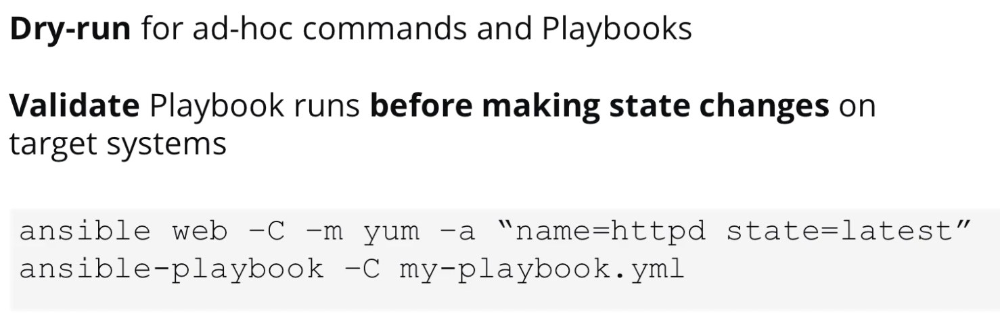 Dry-run for ad-hoc commands and Playbooks
Validate Playbook runs before making state changes on
target systems
ansible web –C –m yum –a “name=httpd state=latest”
ansible-playbook –C my-playbook.yml